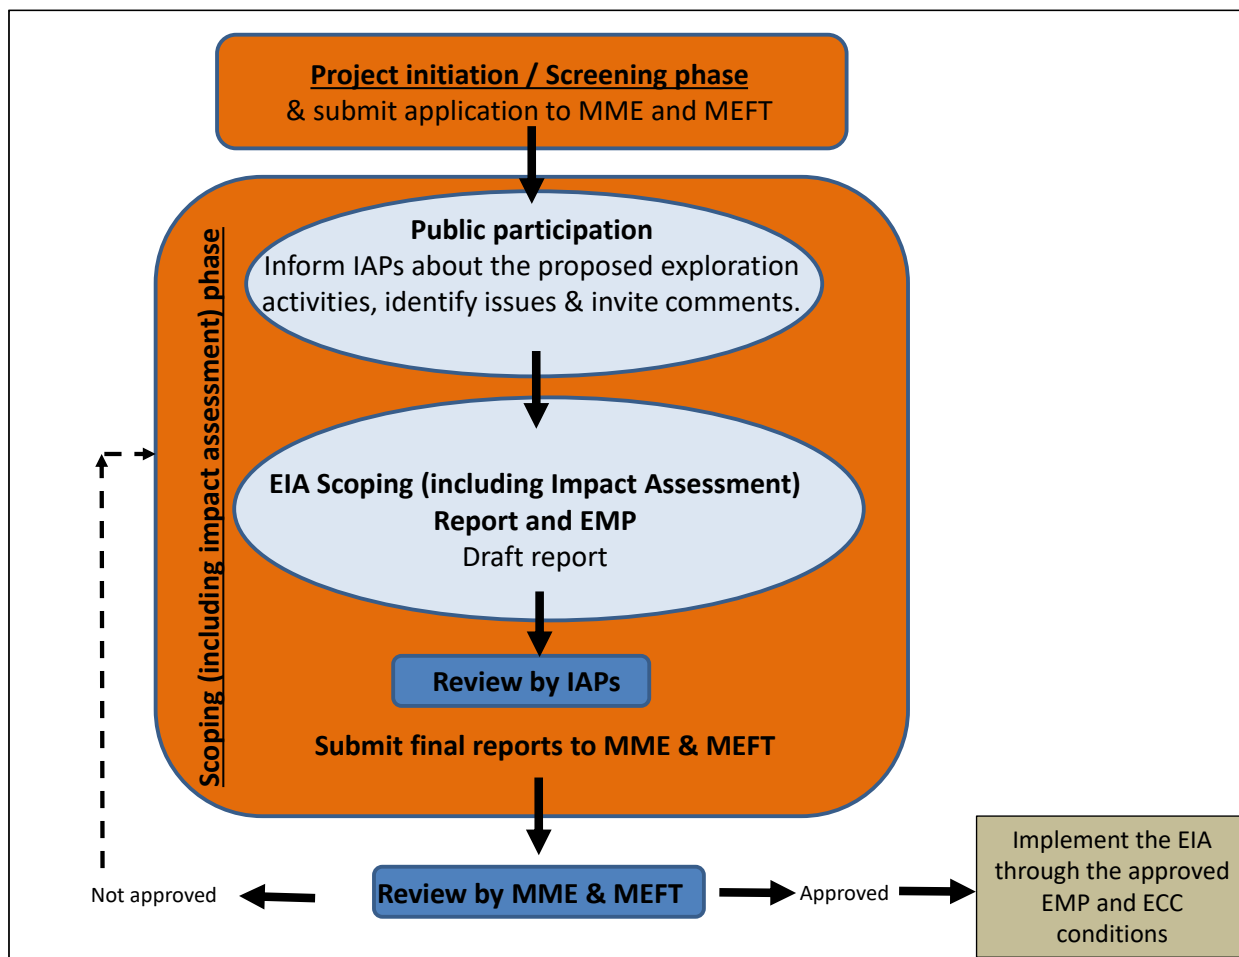 Project initiation / Screening phase
& submit application to MME and MEFT
Scoping (including impact assessment) phase
Public participation
Inform IAPs about the proposed exploration
activities, identify issues & invite comments.
EIA Scoping (including Impact Assessment)
Report and EMP
Draft report
Review by IAPs
Submit final reports to MME & MEFT
Review by MME & MEFT
Not approved
Approved
Implement the EIA
through the approved
EMP and ECC
conditions